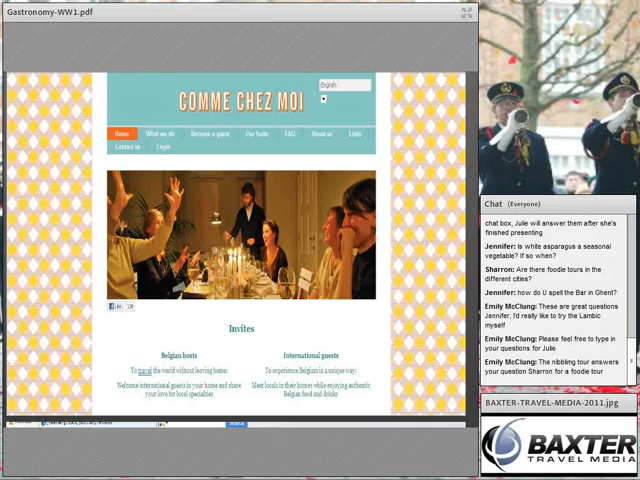 Gastronomy-WW1.pdf
English
COMME CHEZ MOI
Home What we do Become a guest Our hosts FAQ About us Links
Contact us Login
Like
Invites
Belgian hosts
To travel the world without leaving home:
Welcome international guests in your home and share
your love for local specialties
International guests
To experience Belgium in a unique way:
Meet locals in their homes while enjoying authentic
Belgian food and drinks
Chat (Everyone)
chat box, Julie will answer them after she's
finished presenting
Jennifer: Is white asparagus a seasonal
vegetable? If so when?
Sharron: Are there foodie tours in the
different cities?
Jennifer: how do U spell the Bar in Ghent?
Emily McClung: These are great questions
Jennifer, I'd really like to try the Lambic
myself
Emily McClung: Please feel free to type in
your questions for Julie
Emily McClung: The nibbling tour answers
your question Sharron for a foodie tour
BAXTER-TRAVEL-MEDIA-2011.jpg
BAXTER
TRAVEL MEDIA